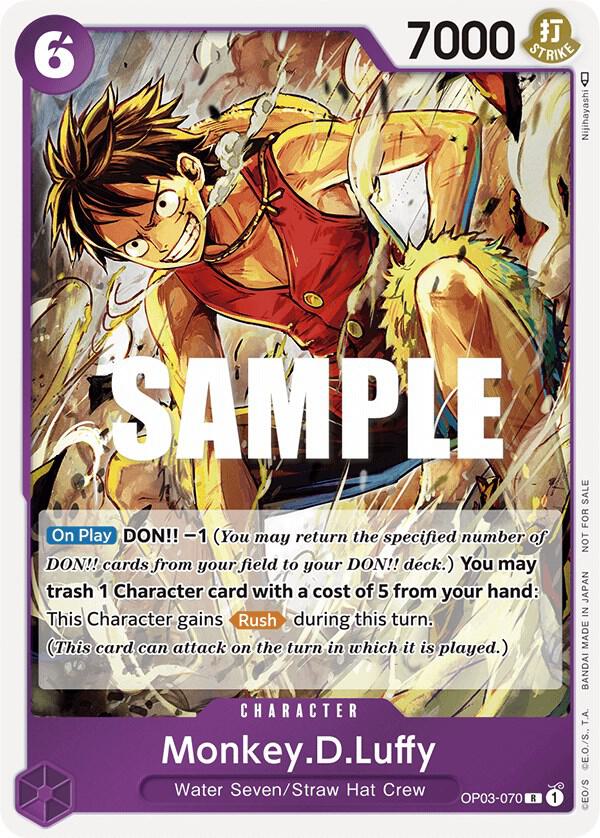 6
7000
打
STRIKE
Nijihayashi
SAMPLE
On Play DON!! −1 (You may return the specified number of
DON!! cards from your field to your DON!! deck.) You may
trash 1 Character card with a cost of 5 from your hand:
This Character gains Rush during this turn.
(This card can attack on the turn in which it is played.)
CHARACTER
Monkey.D.Luffy
Water Seven/Straw Hat Crew
OP03-070 R 1
©EO/S ©E.O./S., T.A. BANDAI MADE IN JAPAN NOT FOR SALE